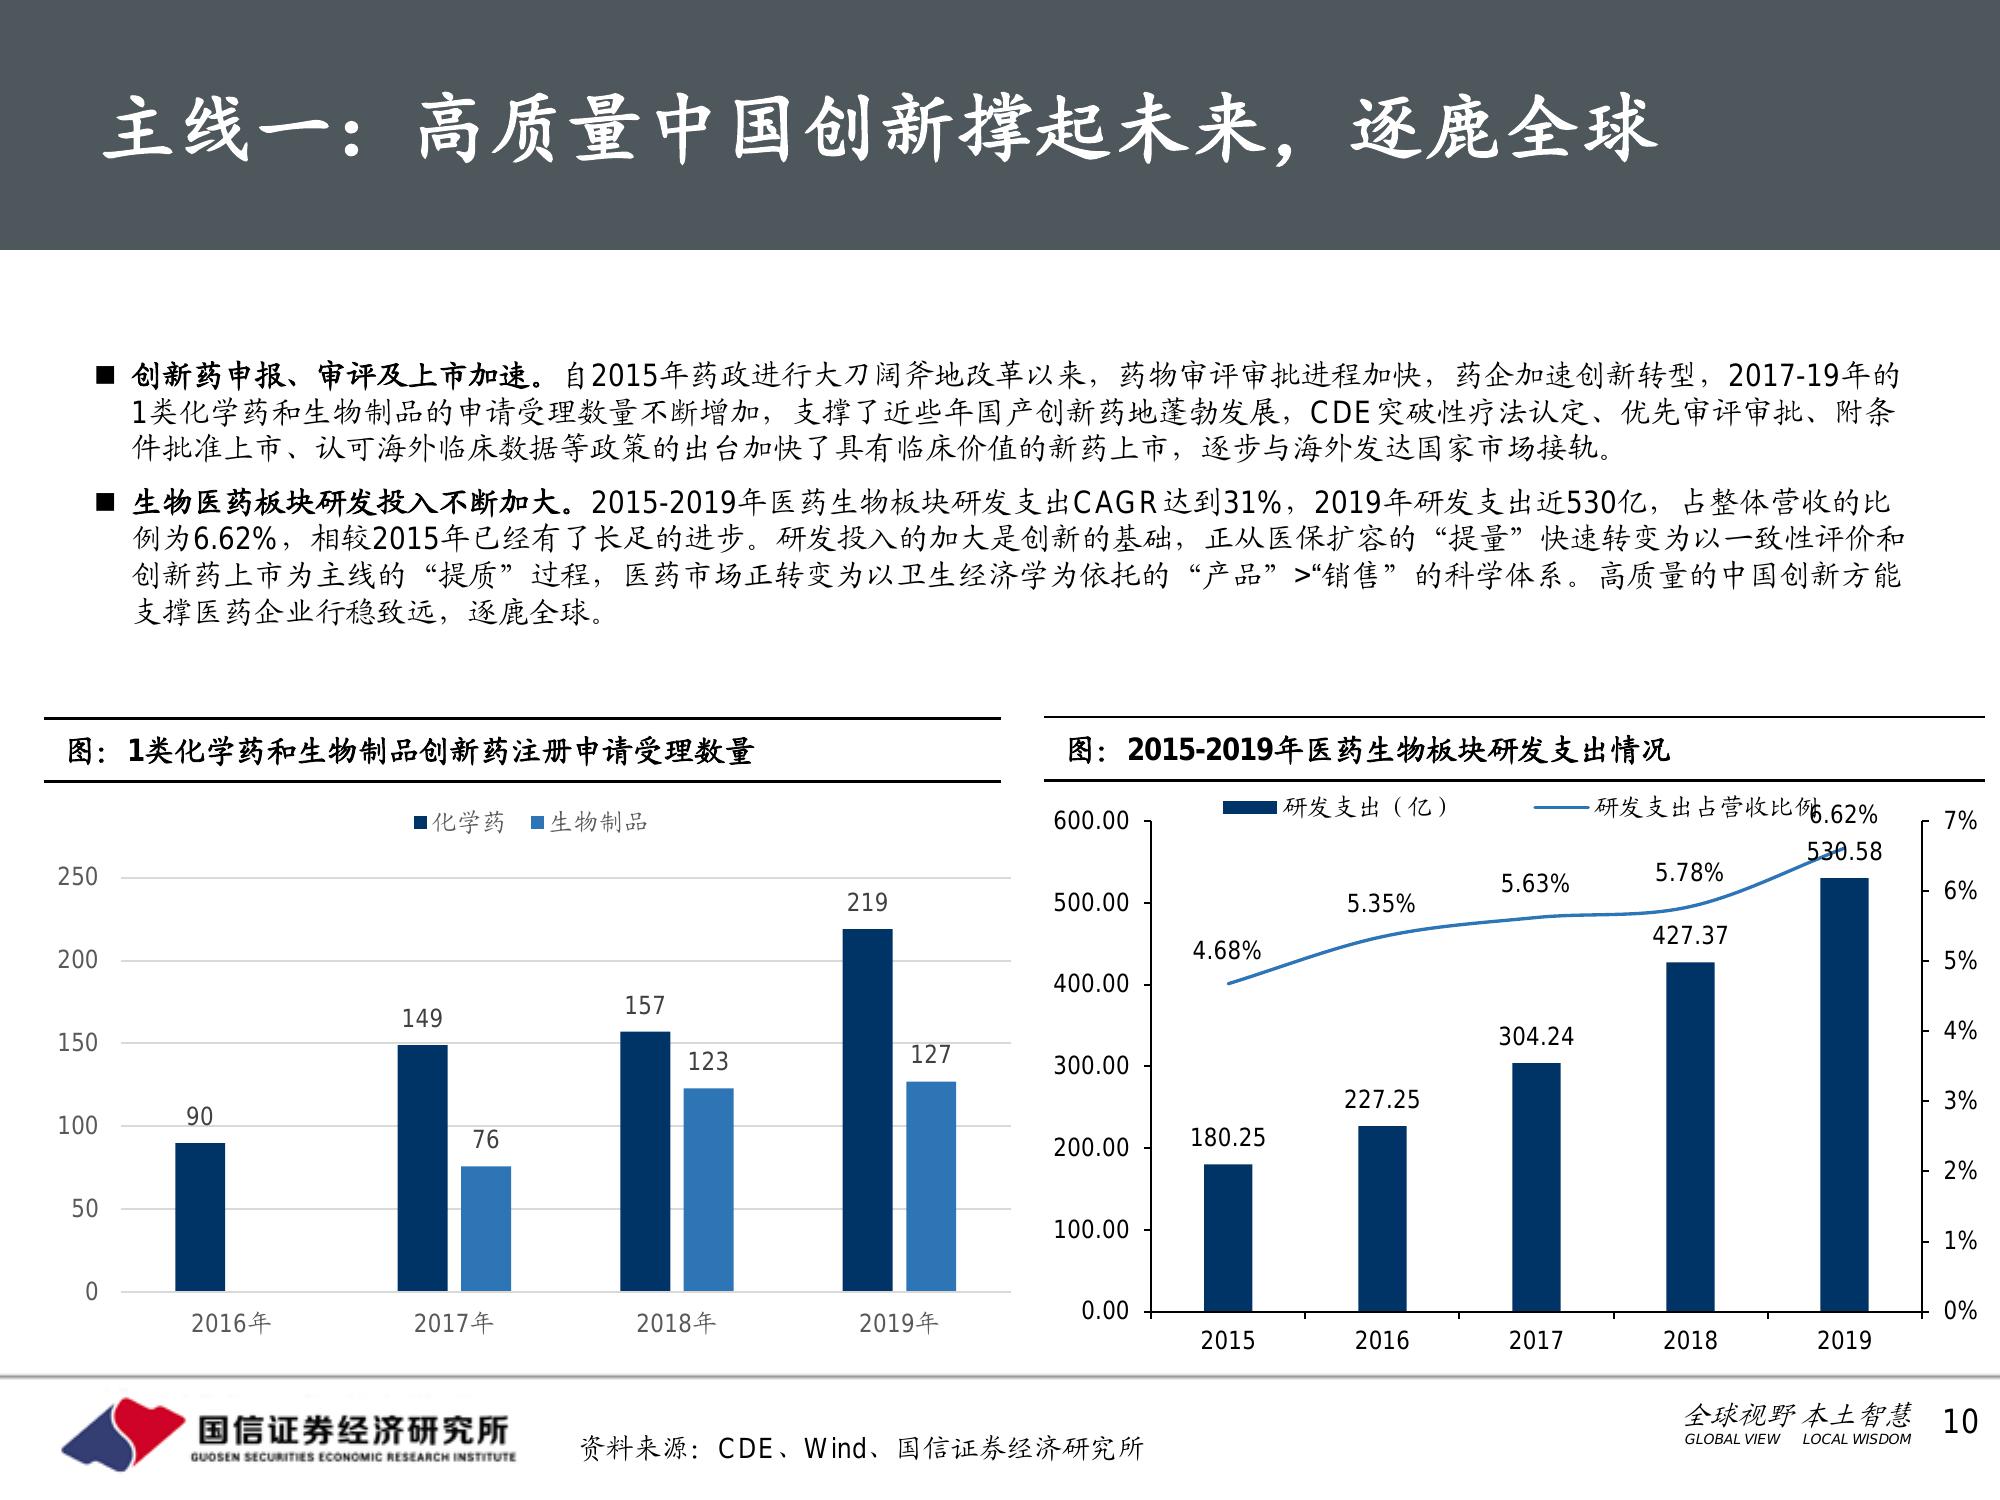 主线一：高质量中国创新撑起未来，逐鹿全球
■ 创新药申报、审评及上市加速。自2015年药政进行大刀阔斧地改革以来，药物审评审批进程加快，药企加速创新转型，2017-19年的
1类化学药和生物制品的申请受理数量不断增加，支撑了近些年国产创新药地蓬勃发展，CDE突破性疗法认定、优先审评审批、附条
件批准上市、认可海外临床数据等政策的出台加快了具有临床价值的新药上市，逐步与海外发达国家市场接轨。
■ 生物医药板块研发投入不断加大。2015-2019年医药生物板块研发支出CAGR达到31%，2019年研发支出近530亿，占整体营收的比
例为6.62%，相较2015年已经有了长足的进步。研发投入的加大是创新的基础，正从医保扩容的“提量”快速转变为以一致性评价和
创新药上市为主线的“提质”过程，医药市场正转变为以卫生经济学为依托的“产品”>“销售”的科学体系。高质量的中国创新方能
支撑医药企业行稳致远，逐鹿全球。
图：1类化学药和生物制品创新药注册申请受理数量
化学药 生物制品
250
200
150
100
50
0
90
149
76
157
123
219
127
2016年 2017年 2018年 2019年
图：2015-2019年医药生物板块研发支出情况
研发支出（亿） 研发支出占营收比例
600.00
500.00
400.00
300.00
200.00
100.00
0.00
7%
6%
5%
4%
3%
2%
1%
0%
4.68%
5.35%
5.63%
5.78%
6.62%
180.25
227.25
304.24
427.37
530.58
2015 2016 2017 2018 2019
国信证券经济研究所
GUOSEN SECURITIES ECONOMIC RESEARCH INSTITUTE
资料来源：CDE、Wind、国信证券经济研究所
全球视野 本土智慧
GLOBAL VIEW LOCAL WISDOM
10